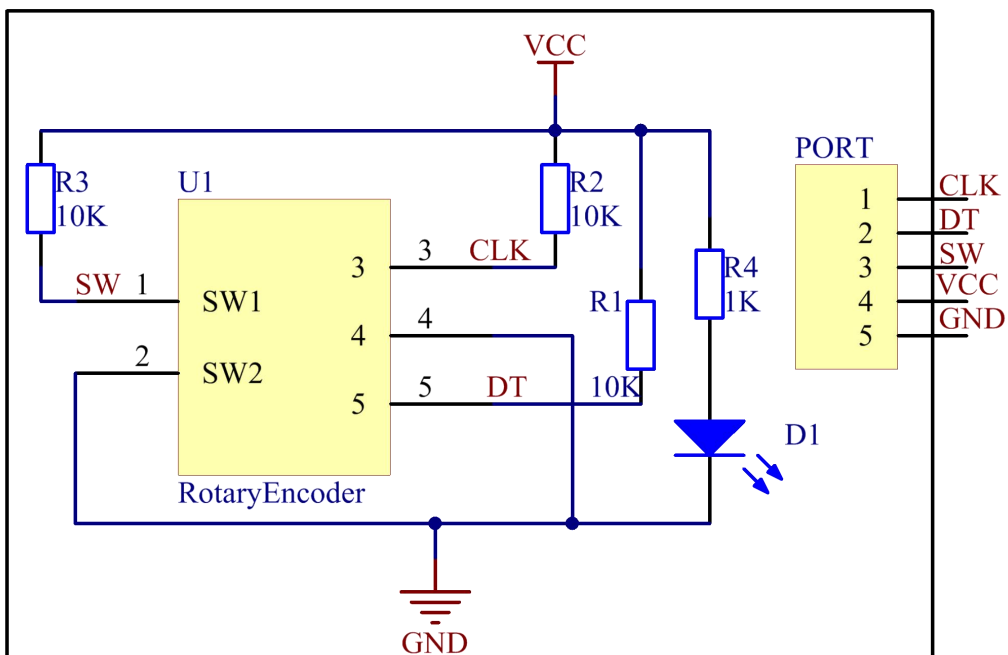 VCC
PORT
R3
10K
U1
R2
10K
1
CLK
2
DT
3
SW
4
VCC
5
GND
3
CLK
3
R4
1K
SW
1
SW1
R1
4
4
2
SW2
5
5
DT
10K
D1
RotaryEncoder
GND